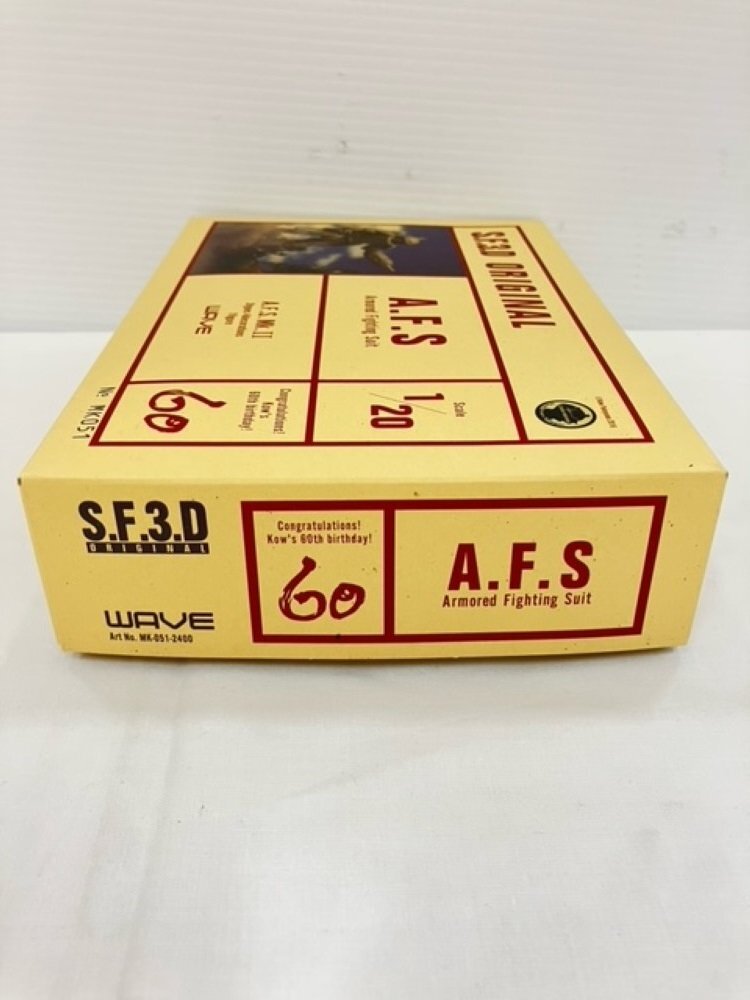 S.F.3.D ORIGINAL
A.F.S
Armored Fighting Suit
A.F.S. Mk.II
WAVE
Scale
1/20
Congratulations!
Kow's
60th birthday!
60
No MK051
S.F.3.D
ORIGINAL
WAVE
Art No. MK-051-2400
Congratulations!
Kow's 60th birthday!
60
A.F.S
Armored Fighting Suit